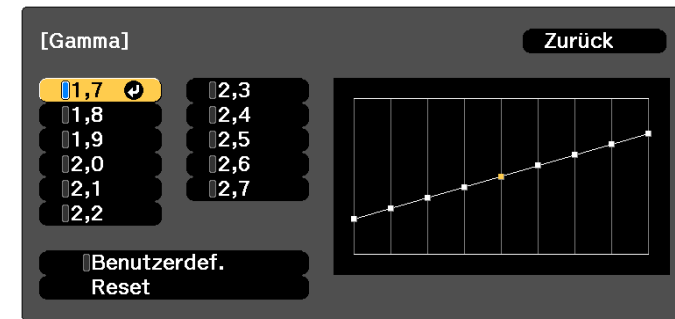 [Gamma]
Zurück
1,7
2,3
1,8
2,4
1,9
2,5
2,0
2,6
2,1
2,7
2,2
Benutzerdef.
Reset